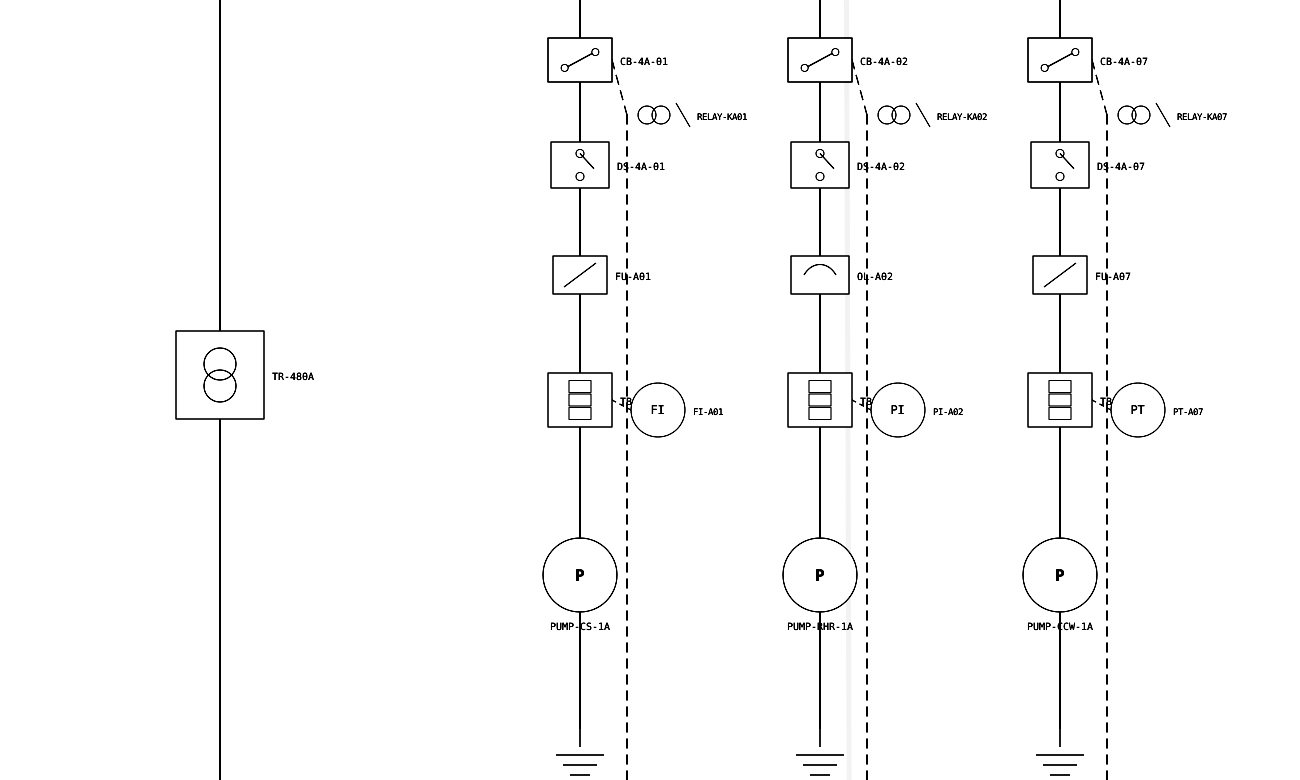 CB-4A-01
CB-4A-02
CB-4A-07
RELAY-KA01
RELAY-KA02
RELAY-KA07
DS-4A-01
DS-4A-02
DS-4A-07
FU-A01
OL-A02
FU-A07
TR-480A
FI
FI-A01
PI
PI-A02
PT
PT-A07
P
P
P
PUMP-CS-1A
PUMP-RHR-1A
PUMP-CCW-1A